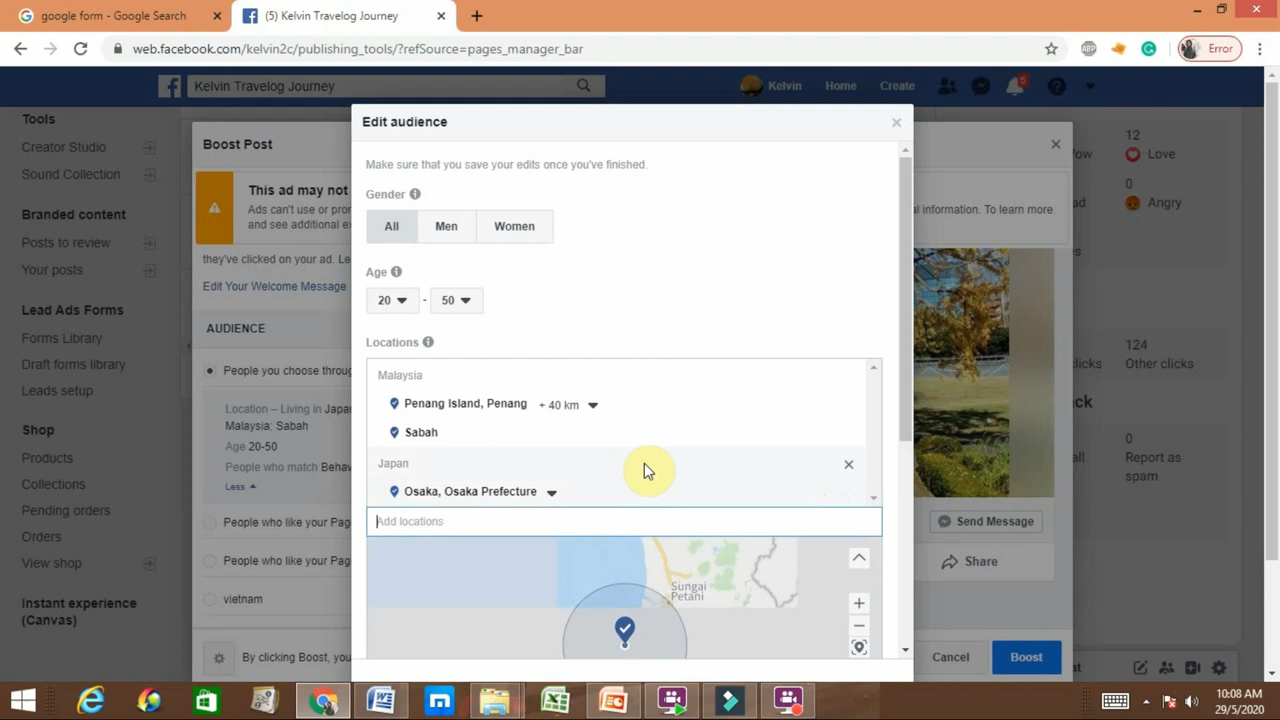 google form - Google Search
(5) Kelvin Travelog Journey
web.facebook.com/kelvin2c/publishing_tools/?refSource=pages_manager_bar
ABP
Error
Kelvin Travelog Journey
Kelvin
Home
Create
5
Tools
Creator Studio
Sound Collection
Branded content
Posts to review
Your posts
Lead Ads Forms
Forms Library
Draft forms library
Leads setup
Shop
Products
Collections
Pending orders
Orders
View shop
Instant experience
(Canvas)
Boost Post
This ad may not
Ads can't use or pro
and see additional e
they've clicked on your ad. Le
Edit Your Welcome Message
AUDIENCE
People you choose throu
Location – Living in Japa
Malaysia: Sabah
Age 20-50
People who match Behav
Less
People who like your Pag
People who like your Pag
vietnam
By clicking Boost, you
Edit audience
Make sure that you save your edits once you've finished.
Gender
All
Men
Women
Age
20
-
50
Locations
Malaysia
Penang Island, Penang
+ 40 km
Sabah
Japan
Osaka, Osaka Prefecture
Add locations
Sungai
Petani
al information. To learn more
Send Message
Share
Cancel
Boost
12
Love
0
Angry
124
Other clicks
0
Report as
spam
10:08 AM
29/5/2020